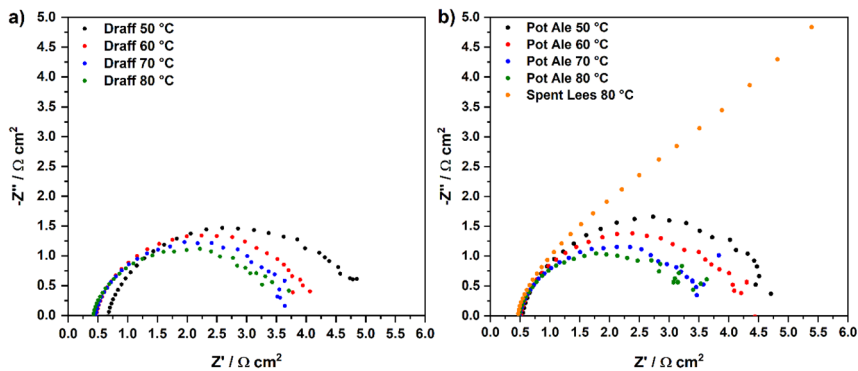 a)
Draff 50 °C
Draff 60 °C
Draff 70 °C
Draff 80 °C
5.0
4.5
4.0
3.5
3.0
2.5
2.0
1.5
1.0
0.5
0.0
-Z'' / Ω cm²
0.0 0.5 1.0 1.5 2.0 2.5 3.0 3.5 4.0 4.5 5.0 5.5 6.0
Z' / Ω cm²
b)
Pot Ale 50 °C
Pot Ale 60 °C
Pot Ale 70 °C
Pot Ale 80 °C
Spent Lees 80 °C
5.0
4.5
4.0
3.5
3.0
2.5
2.0
1.5
1.0
0.5
0.0
-Z'' / Ω cm²
0.0 0.5 1.0 1.5 2.0 2.5 3.0 3.5 4.0 4.5 5.0 5.5 6.0
Z' / Ω cm²